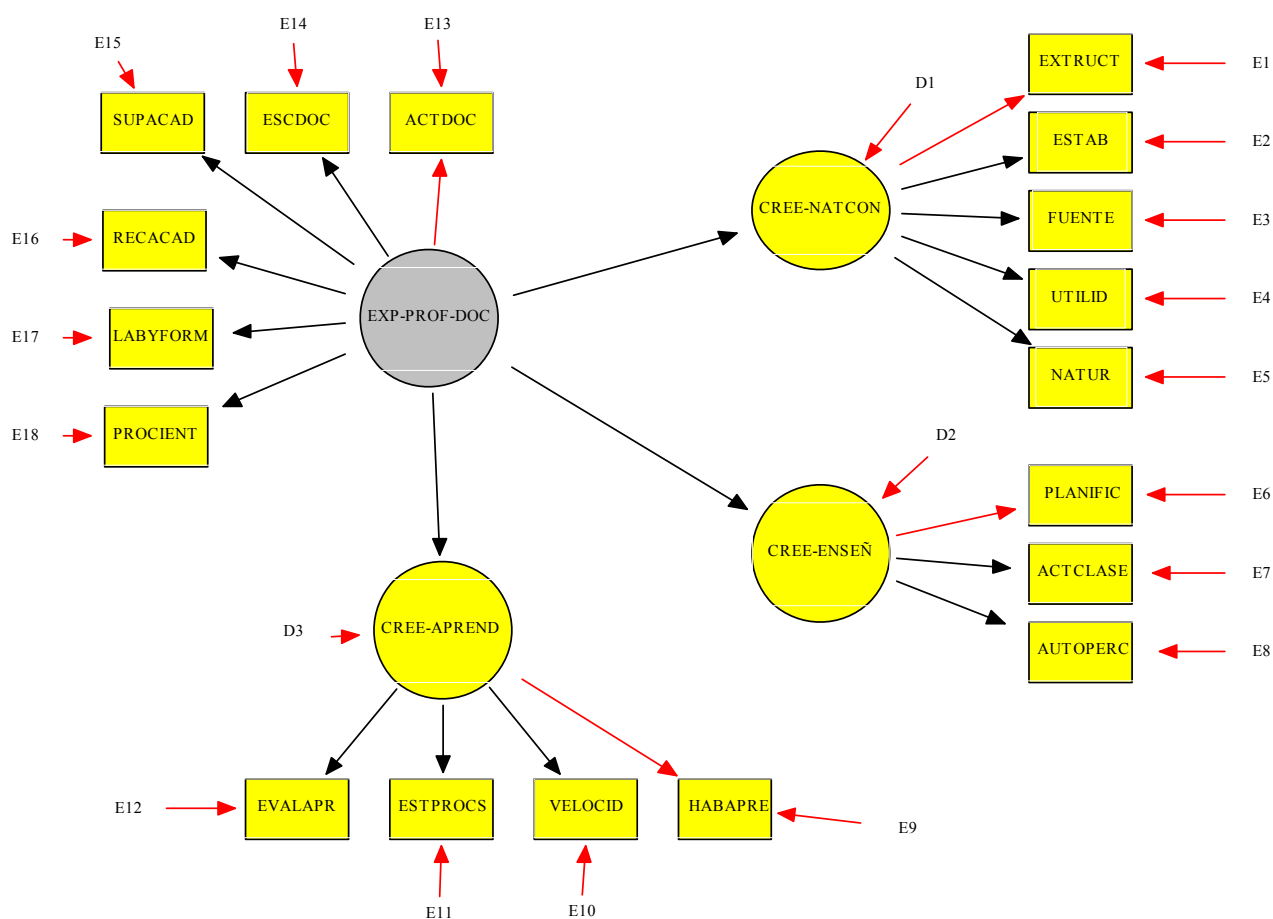 E14
E13
E15
SUPACAD
ESCDOC
ACTDOC
EXTRUCT
E1
D1
ESTAB
E2
CREE-NATCON
FUENTE
E3
E16
RECACAD
UTILID
E4
EXP-PROF-DOC
E17
LABYFORM
NATUR
E5
E18
PROCIENT
D2
PLANIFIC
E6
CREE-ENSEÑ
ACTCLASE
E7
D3
CREE-APREND
AUTOPERC
E8
E12
EVALAPR
ESTPROCS
VELOCID
HABAPRE
E9
E11
E10